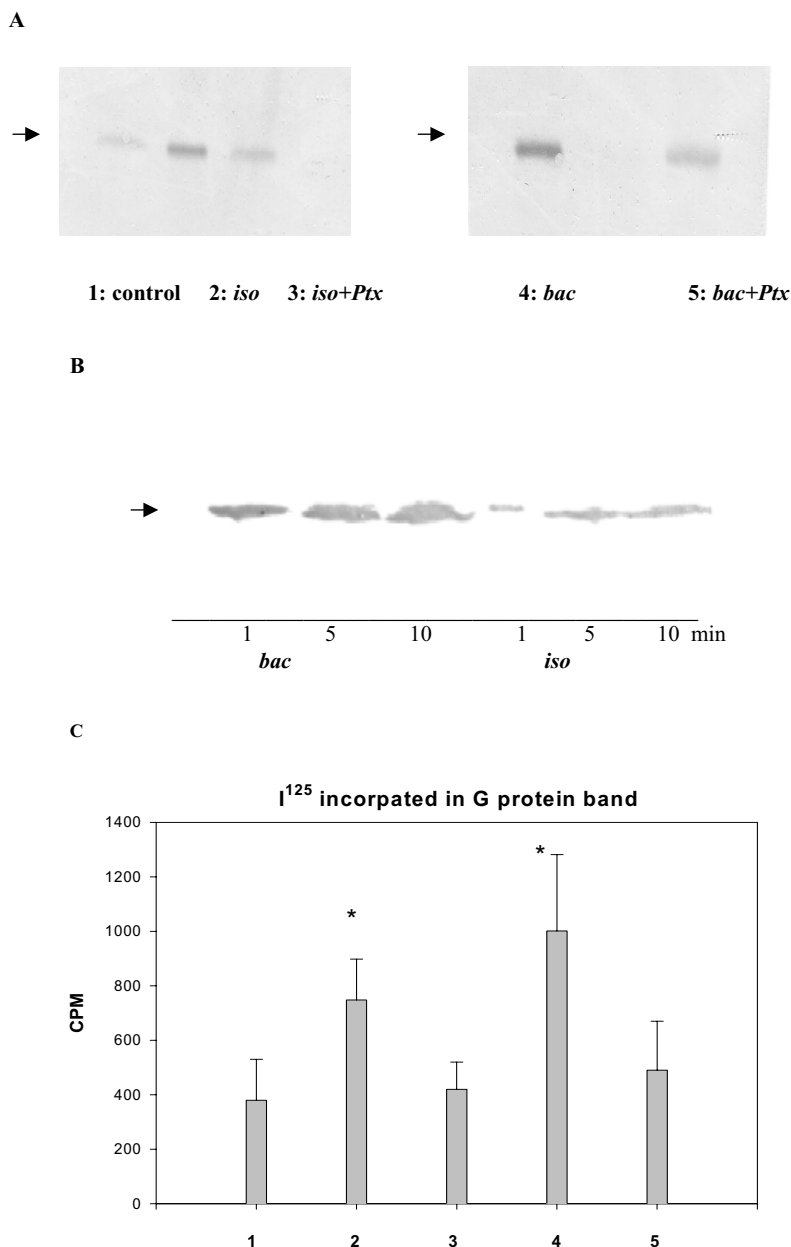 A
1: control 2: iso 3: iso+Ptx 4: bac 5: bac+Ptx
B
1 5 10 1 5 10 min
bac iso
C
I125 incorpated in G protein band
1400
1200
1000
800
600
400
200
0
CPM
* *
1 2 3 4 5